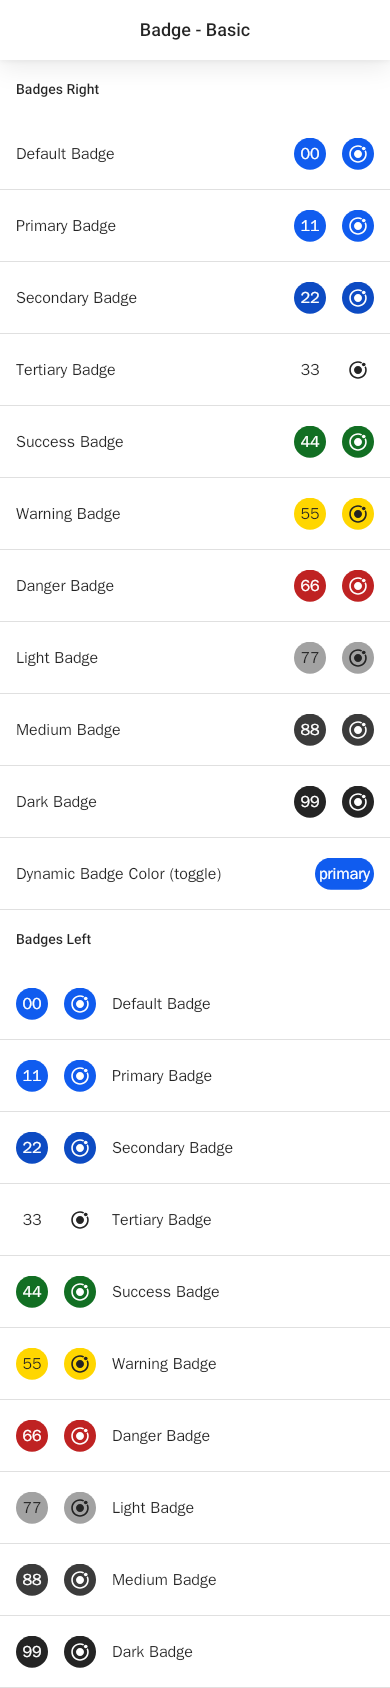 Badge - Basic
Badges Right
Default Badge 00
Primary Badge 11
Secondary Badge 22
Tertiary Badge 33
Success Badge 44
Warning Badge 55
Danger Badge 66
Light Badge 77
Medium Badge 88
Dark Badge 99
Dynamic Badge Color (toggle) primary
Badges Left
00 Default Badge
11 Primary Badge
22 Secondary Badge
33 Tertiary Badge
44 Success Badge
55 Warning Badge
66 Danger Badge
77 Light Badge
88 Medium Badge
99 Dark Badge